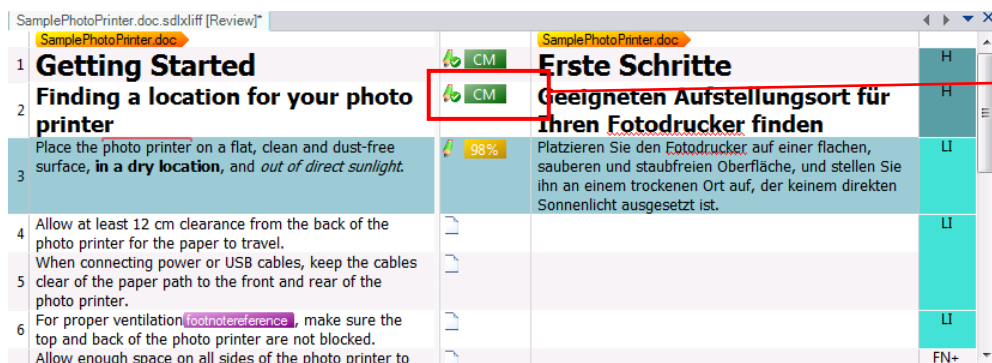 SamplePhotoPrinter.doc.sdlxliff [Review]*
SamplePhotoPrinter.doc
SamplePhotoPrinter.doc
1 Getting Started CM Erste Schritte H
2 Finding a location for your photo printer CM Geeigneten Aufstellungsort für Ihren Fotodrucker finden H
3 Place the photo printer on a flat, clean and dust-free
surface, in a dry location, and out of direct sunlight.
98%
Platzieren Sie den Fotodrucker auf einer flachen,
sauberen und staubfreien Oberfläche, und stellen Sie
ihn an einem trockenen Ort auf, der keinem direkten
Sonnenlicht ausgesetzt ist.
LI
4 Allow at least 12 cm clearance from the back of the
photo printer for the paper to travel.
LI
5 When connecting power or USB cables, keep the cables
clear of the paper path to the front and rear of the
photo printer.
6 For proper ventilation footnotereference , make sure the
top and back of the photo printer are not blocked.
LI
Allow enough space on all sides of the photo printer to
FN+